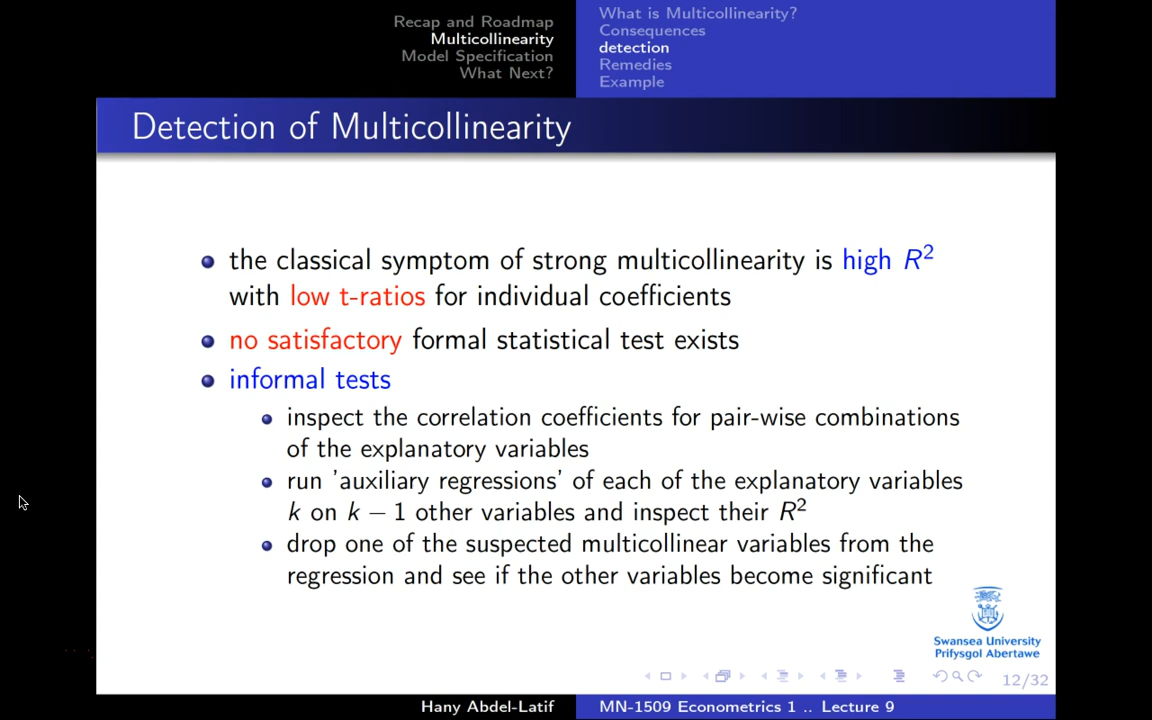 Recap and Roadmap
Multicollinearity
Model Specification
What Next?
What is Multicollinearity?
Consequences
detection
Remedies
Example
Detection of Multicollinearity
the classical symptom of strong multicollinearity is high R²
with low t-ratios for individual coefficients
no satisfactory formal statistical test exists
informal tests
inspect the correlation coefficients for pair-wise combinations
of the explanatory variables
run 'auxiliary regressions' of each of the explanatory variables
k on k − 1 other variables and inspect their R²
drop one of the suspected multicollinear variables from the
regression and see if the other variables become significant
Swansea University
Prifysgol Abertawe
12/32
Hany Abdel-Latif
MN-1509 Econometrics 1 .. Lecture 9